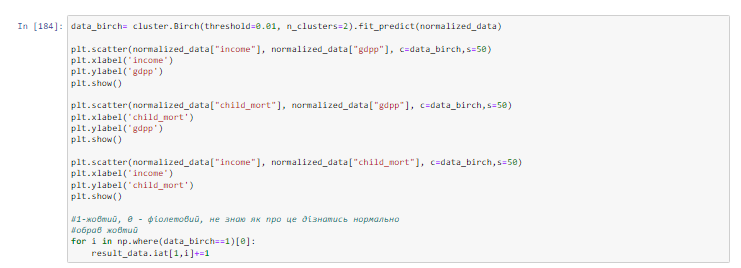 In [184]: data_birch= cluster.Birch(threshold=0.01, n_clusters=2).fit_predict(normalized_data)
plt.scatter(normalized_data["income"], normalized_data["gdpp"], c=data_birch,s=50)
plt.xlabel('income')
plt.ylabel('gdpp')
plt.show()
plt.scatter(normalized_data["child_mort"], normalized_data["gdpp"], c=data_birch,s=50)
plt.xlabel('child_mort')
plt.ylabel('gdpp')
plt.show()
plt.scatter(normalized_data["income"], normalized_data["child_mort"], c=data_birch,s=50)
plt.xlabel('income')
plt.ylabel('child_mort')
plt.show()
#1-жовтий, 0 - фіолетовий, не знаю як про це дізнатись нормально
#обрав жовтий
for i in np.where(data_birch==1)[0]:
    result_data.iat[1,i]+=1